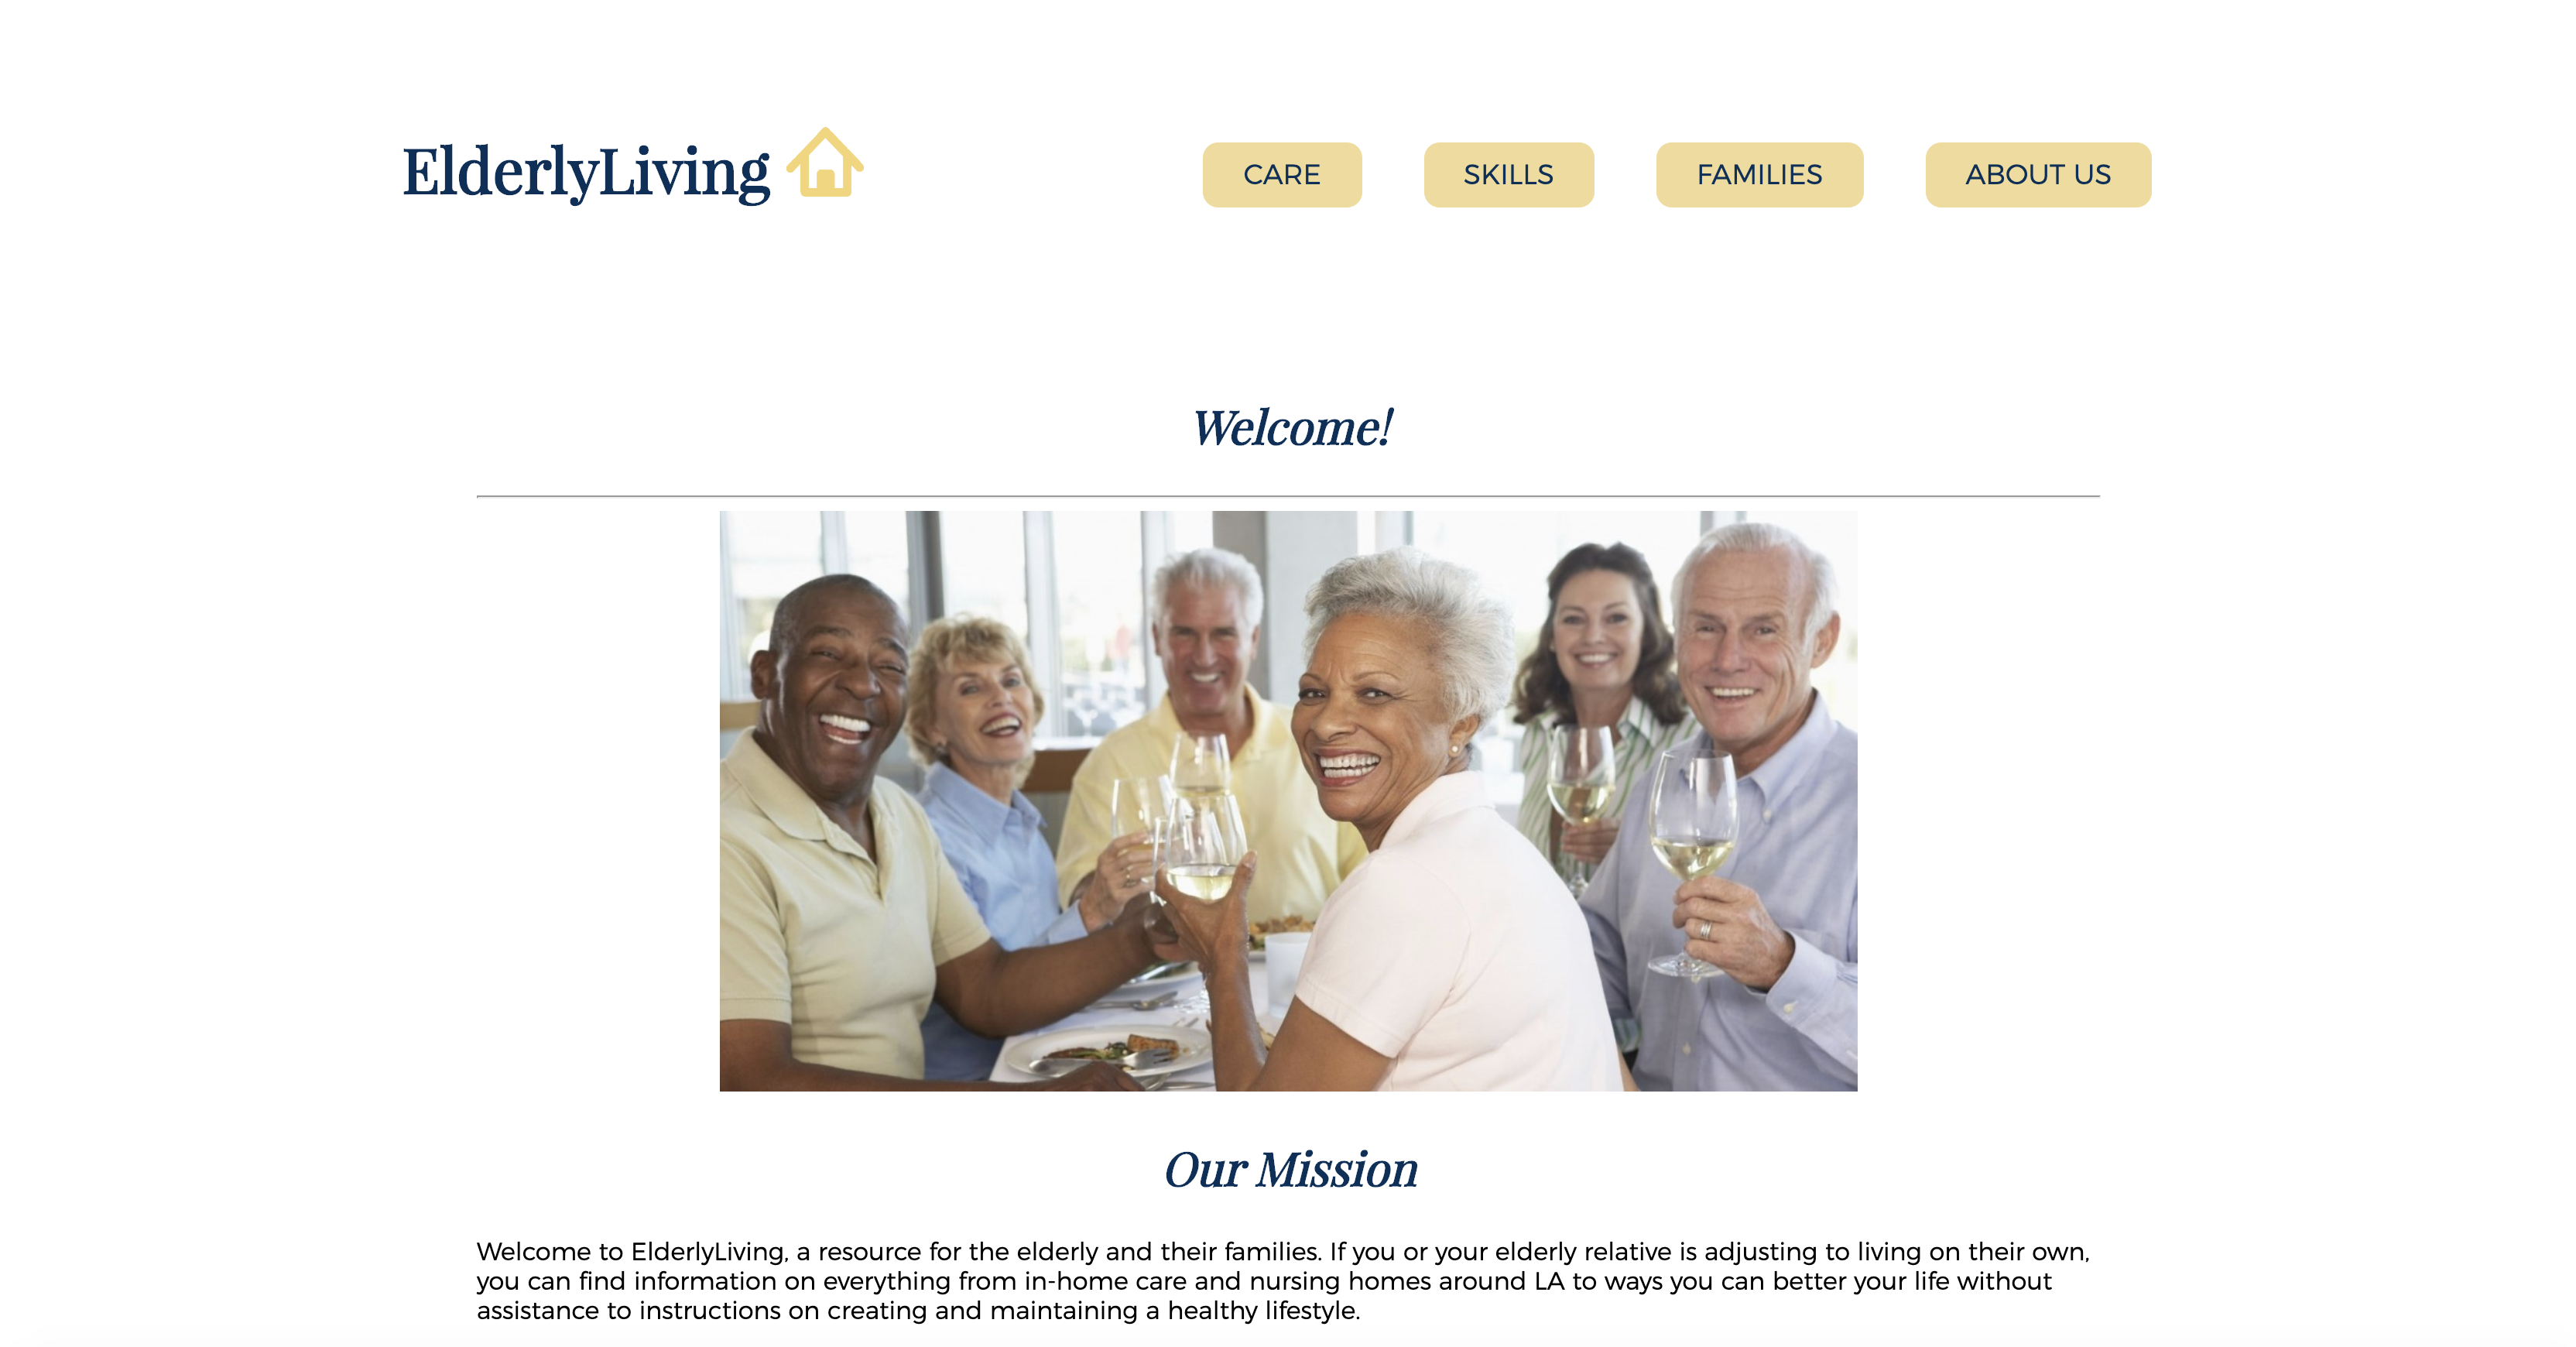 ElderlyLiving
CARE
SKILLS
FAMILIES
ABOUT US
Welcome!
Our Mission
Welcome to ElderlyLiving, a resource for the elderly and their families. If you or your elderly relative is adjusting to living on their own,
you can find information on everything from in-home care and nursing homes around LA to ways you can better your life without
assistance to instructions on creating and maintaining a healthy lifestyle.